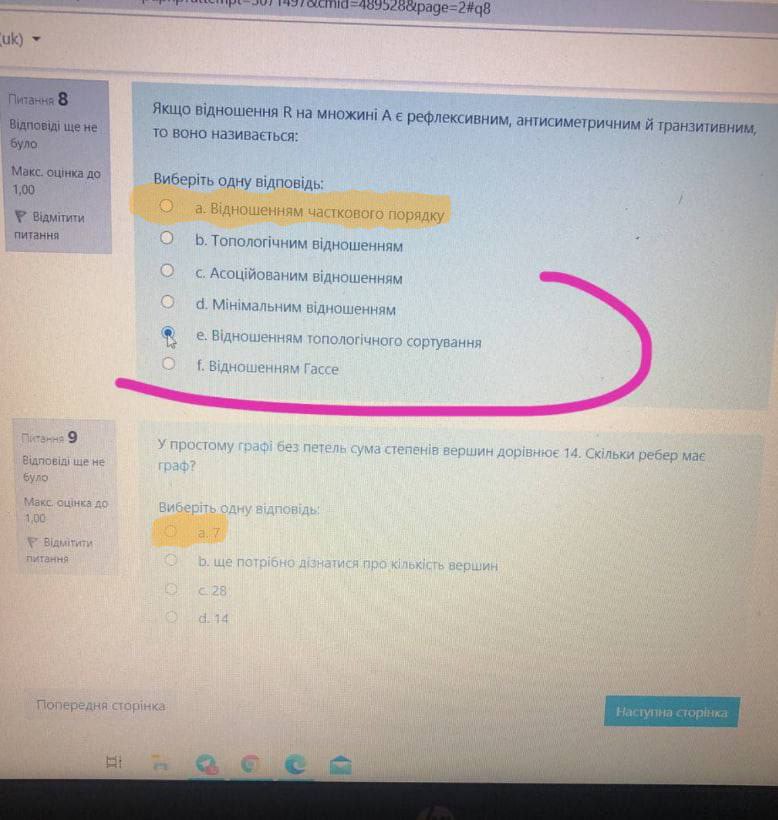 =5071497&cmid=489528&page=2#q8
(uk)
Питання 8
Відповіді ще не
було
Макс. оцінка до
1,00
Відмітити
питання
Якщо відношення R на множині A є рефлексивним, антисиметричним й транзитивним,
то воно називається:
Виберіть одну відповідь:
a. Відношенням часткового порядку
b. Топологічним відношенням
c. Асоційованим відношенням
d. Мінімальним відношенням
e. Відношенням топологічного сортування
f. Відношенням Гассе
Питання 9
Відповіді ще не
було
Макс. оцінка до
1,00
Відмітити
питання
У простому графі без петель сума степенів вершин дорівнює 14. Скільки ребер має
граф?
Виберіть одну відповідь:
a. 7
b. ще потрібно дізнатися про кількість вершин
c. 28
d. 14
Попередня сторінка
Наступна сторінка